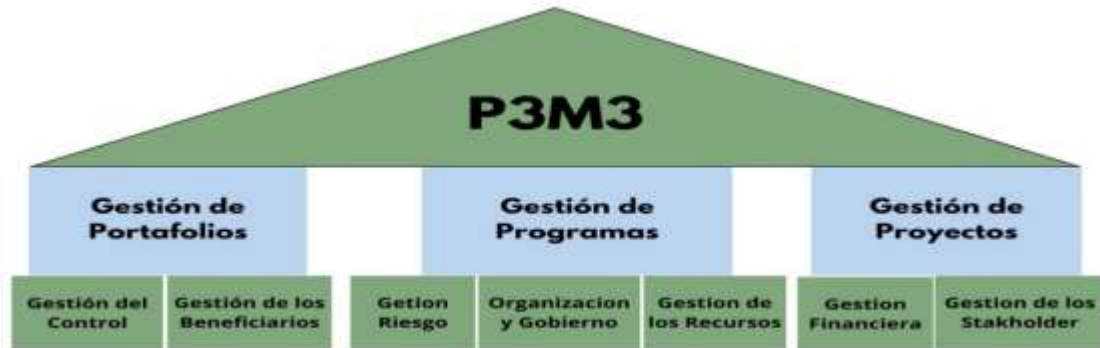 P3M3
Gestión de
Portafolios
Gestión de
Programas
Gestión de
Proyectos
Gestión del
Control
Gestión de los
Beneficiarios
Getion
Riesgo
Organizacion
y Gobierno
Gestion de
los Recursos
Gestion
Financiera
Gestion de los
Stakholder